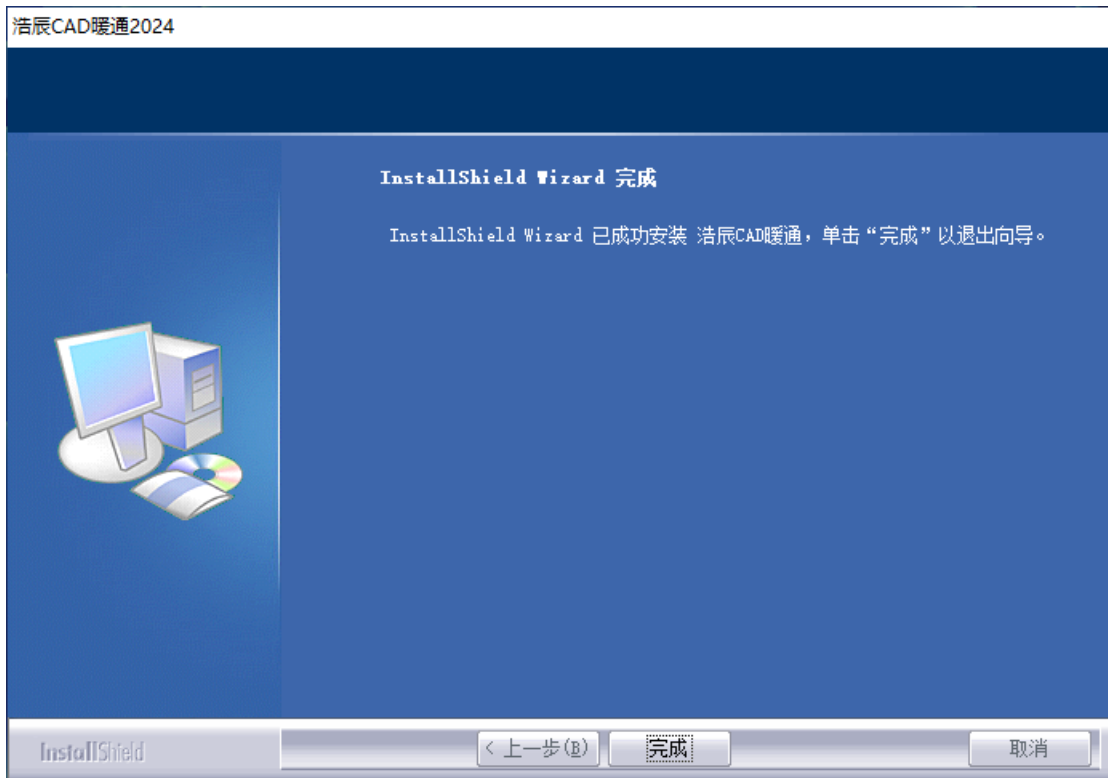 浩辰CAD暖通2024
InstallShield Wizard 完成
InstallShield Wizard 已成功安装 浩辰CAD暖通，单击“完成”以退出向导。
InstallShield
< 上一步(B)
完成
取消